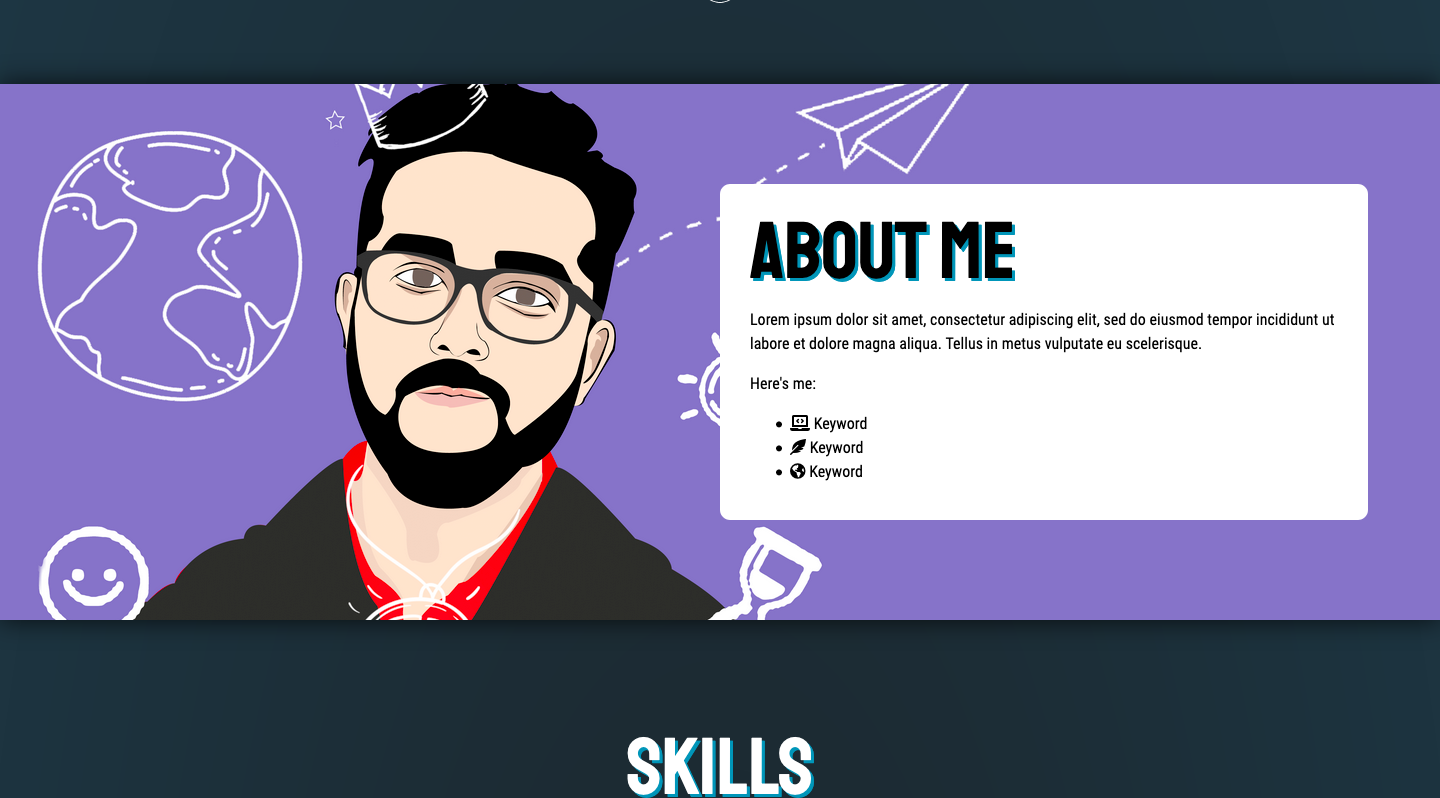 ABOUT ME
Lorem ipsum dolor sit amet, consectetur adipiscing elit, sed do eiusmod tempor incididunt ut
labore et dolore magna aliqua. Tellus in metus vulputate eu scelerisque.
Here's me:
Keyword
Keyword
Keyword
SKILLS